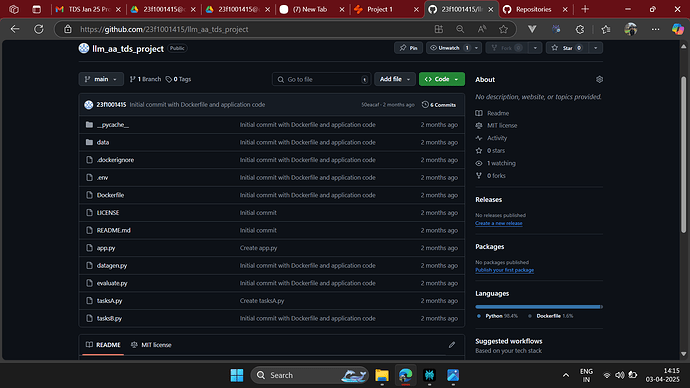 TDS Jan 25 Pro
23f1001415@
23f1001415@
(7) New Tab
Project 1
23f1001415/llm_aa_tds
Repositories
https://github.com/23f1001415/llm_aa_tds_project
llm_aa_tds_project Public
Pin Unwatch 1 Fork 0 Star 0
main 1 Branch 0 Tags Go to file t Add file Code
23f1001415 Initial commit with Dockerfile and application code 2 months ago 6 Commits
__pycache__ Initial commit with Dockerfile and application code 2 months ago
data Initial commit with Dockerfile and application code 2 months ago
.dockerignore Initial commit with Dockerfile and application code 2 months ago
.env Initial commit with Dockerfile and application code 2 months ago
Dockerfile Initial commit with Dockerfile and application code 2 months ago
LICENSE Initial commit 2 months ago
README.md Initial commit 2 months ago
app.py Create app.py 2 months ago
datagen.py Initial commit with Dockerfile and application code 2 months ago
evaluate.py Initial commit with Dockerfile and application code 2 months ago
tasksA.py Create tasksA.py 2 months ago
tasksB.py Initial commit with Dockerfile and application code 2 months ago
README MIT license
About
No description, website, or topics provided.
Readme
MIT license
Activity
0 stars
1 watching
0 forks
Releases
No releases published
Create a new release
Packages
No packages published
Publish your first package
Languages
Python 98.4% Dockerfile 1.6%
Suggested workflows
Based on your tech stack
Search
ENG
IN
14:15
03-04-2025